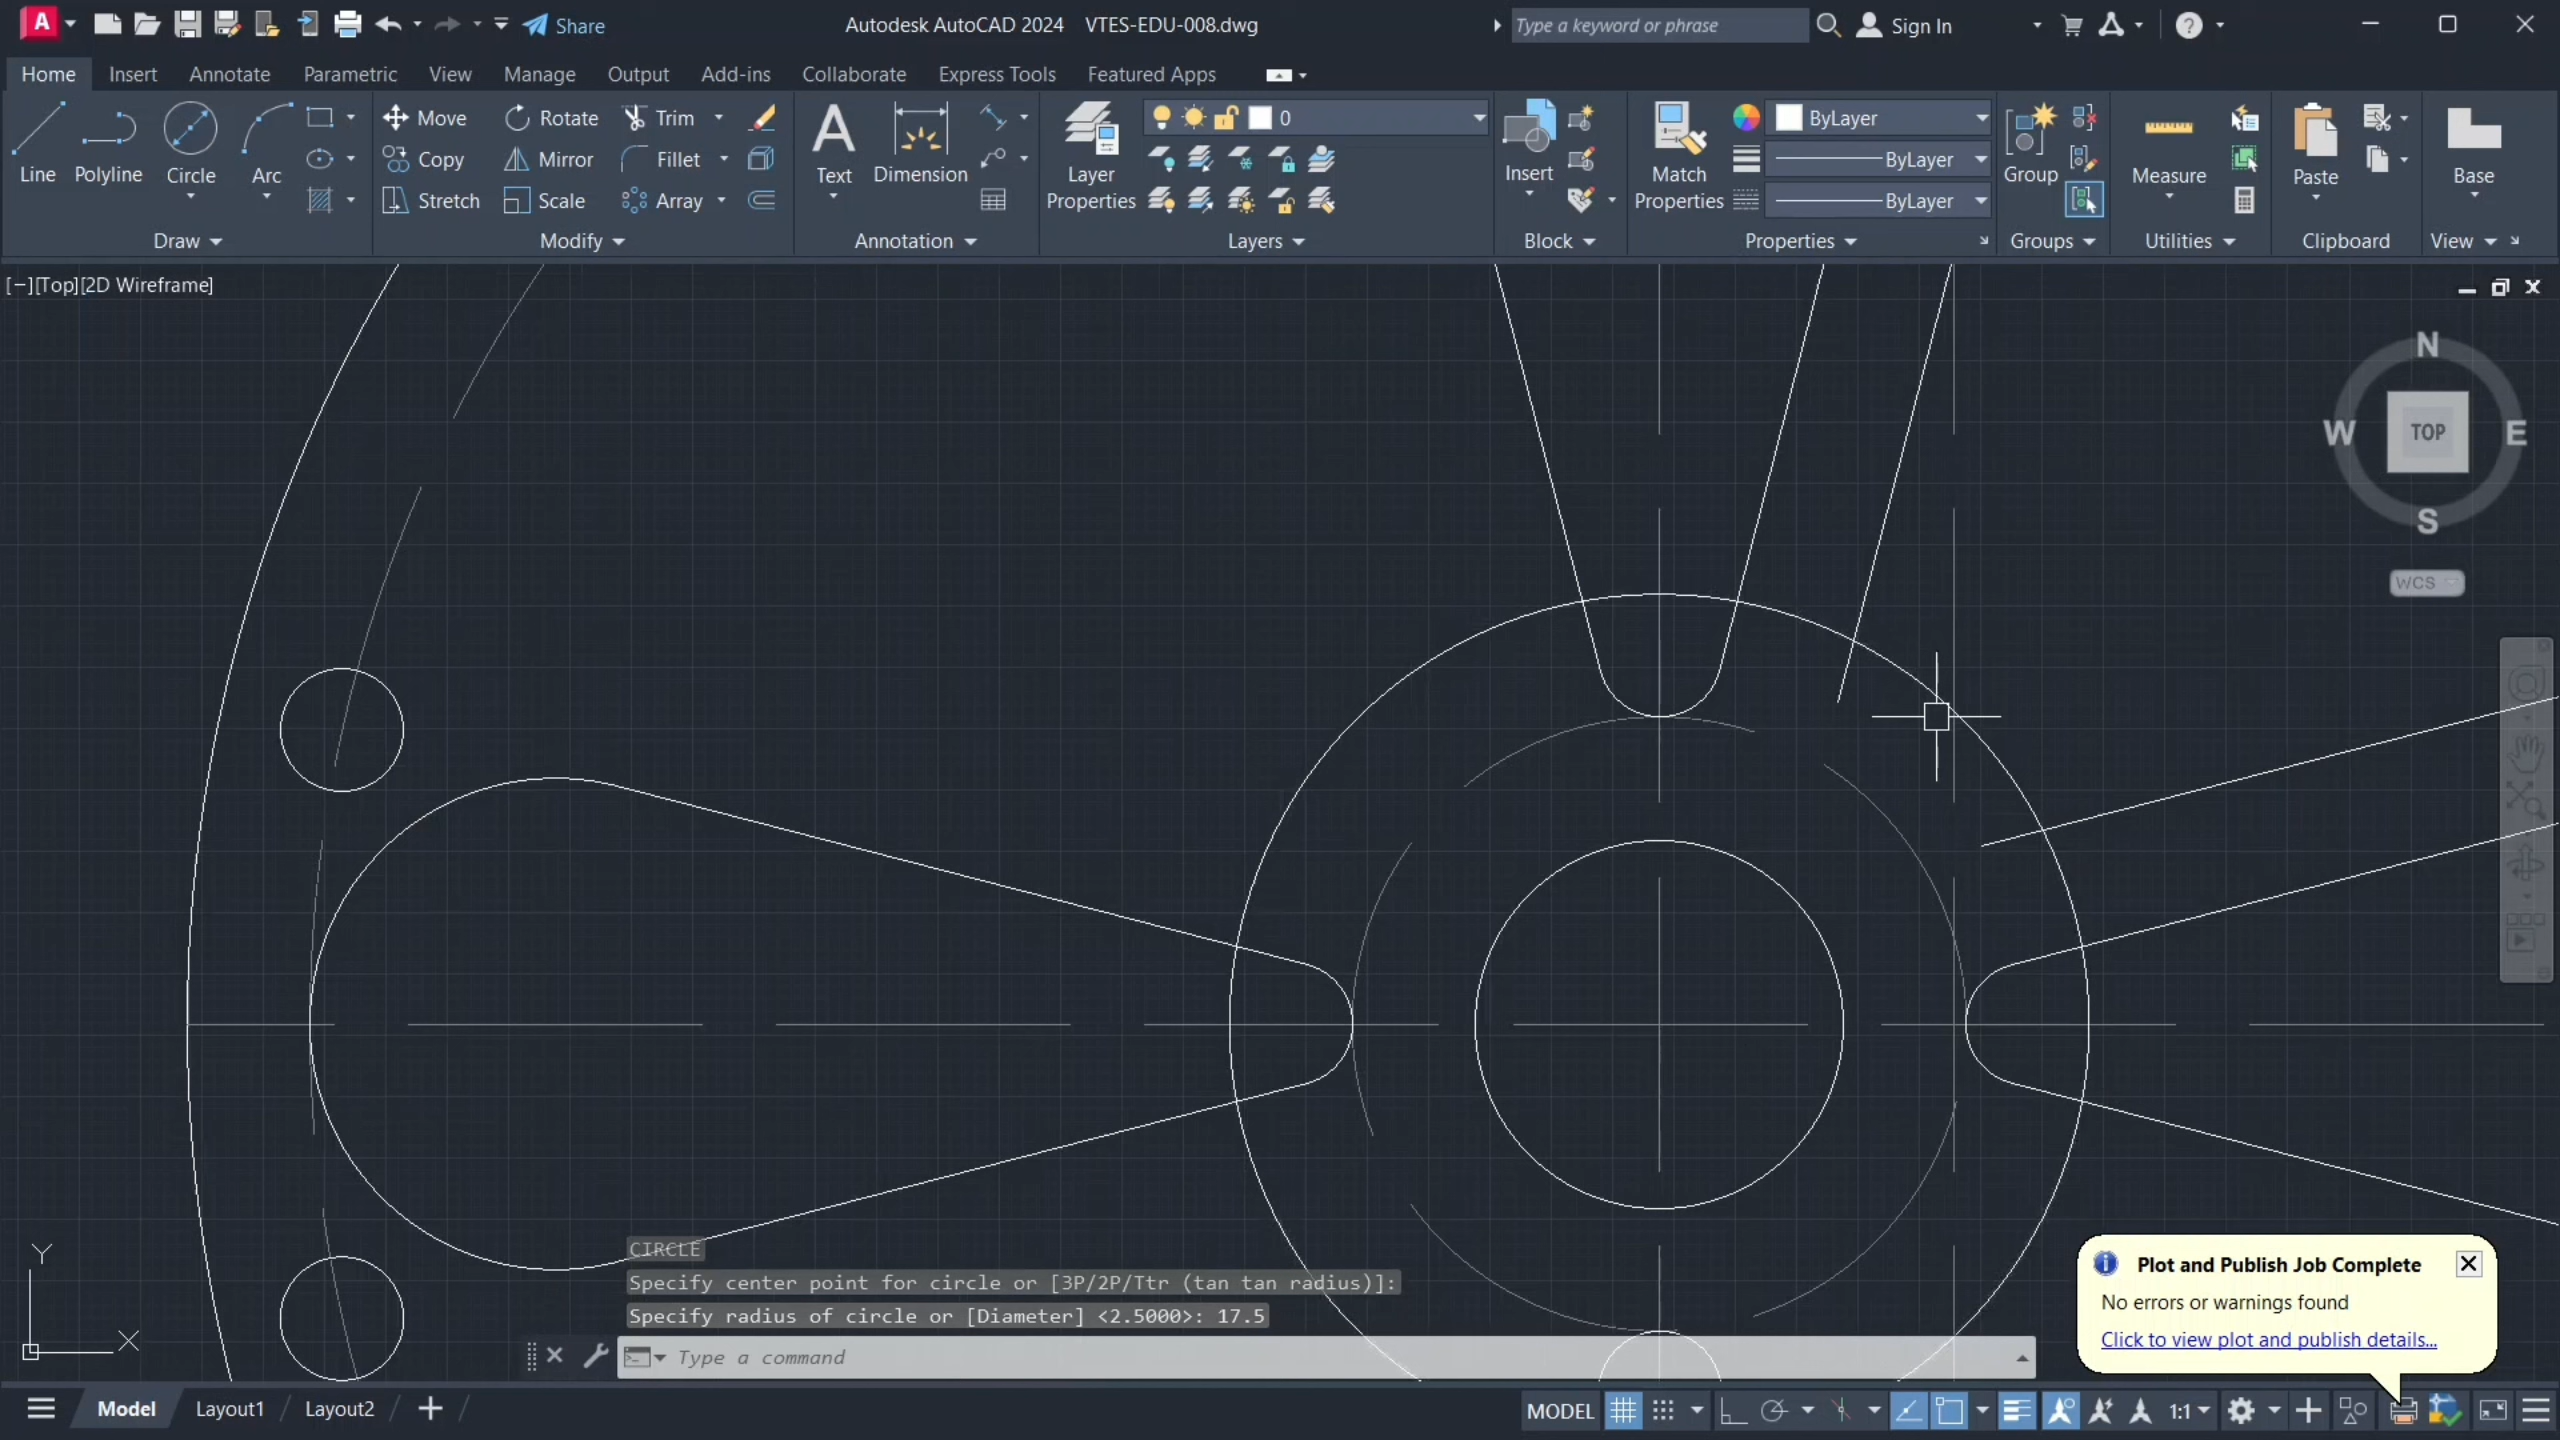 A Share Autodesk AutoCAD 2024 VTES-EDU-008.dwg Type a keyword or phrase Sign In
Home Insert Annotate Parametric View Manage Output Add-ins Collaborate Express Tools Featured Apps
Line Polyline Circle Arc
Draw
Move Rotate Trim
Copy Mirror Fillet
Stretch Scale Array
Modify
Text Dimension
Annotation
Layer
Properties
0
Layers
Insert
Block
Match
Properties
ByLayer
ByLayer
ByLayer
Properties
Group
Groups
Measure
Utilities
Paste
Clipboard
Base
View
[−][Top][2D Wireframe]
N
W TOP E
S
WCS
Y
X
CIRCLE
Specify center point for circle or [3P/2P/Ttr (tan tan radius)]:
Specify radius of circle or [Diameter] <2.5000>: 17.5
Type a command
Plot and Publish Job Complete
No errors or warnings found
Click to view plot and publish details...
Model Layout1 Layout2
MODEL 1:1